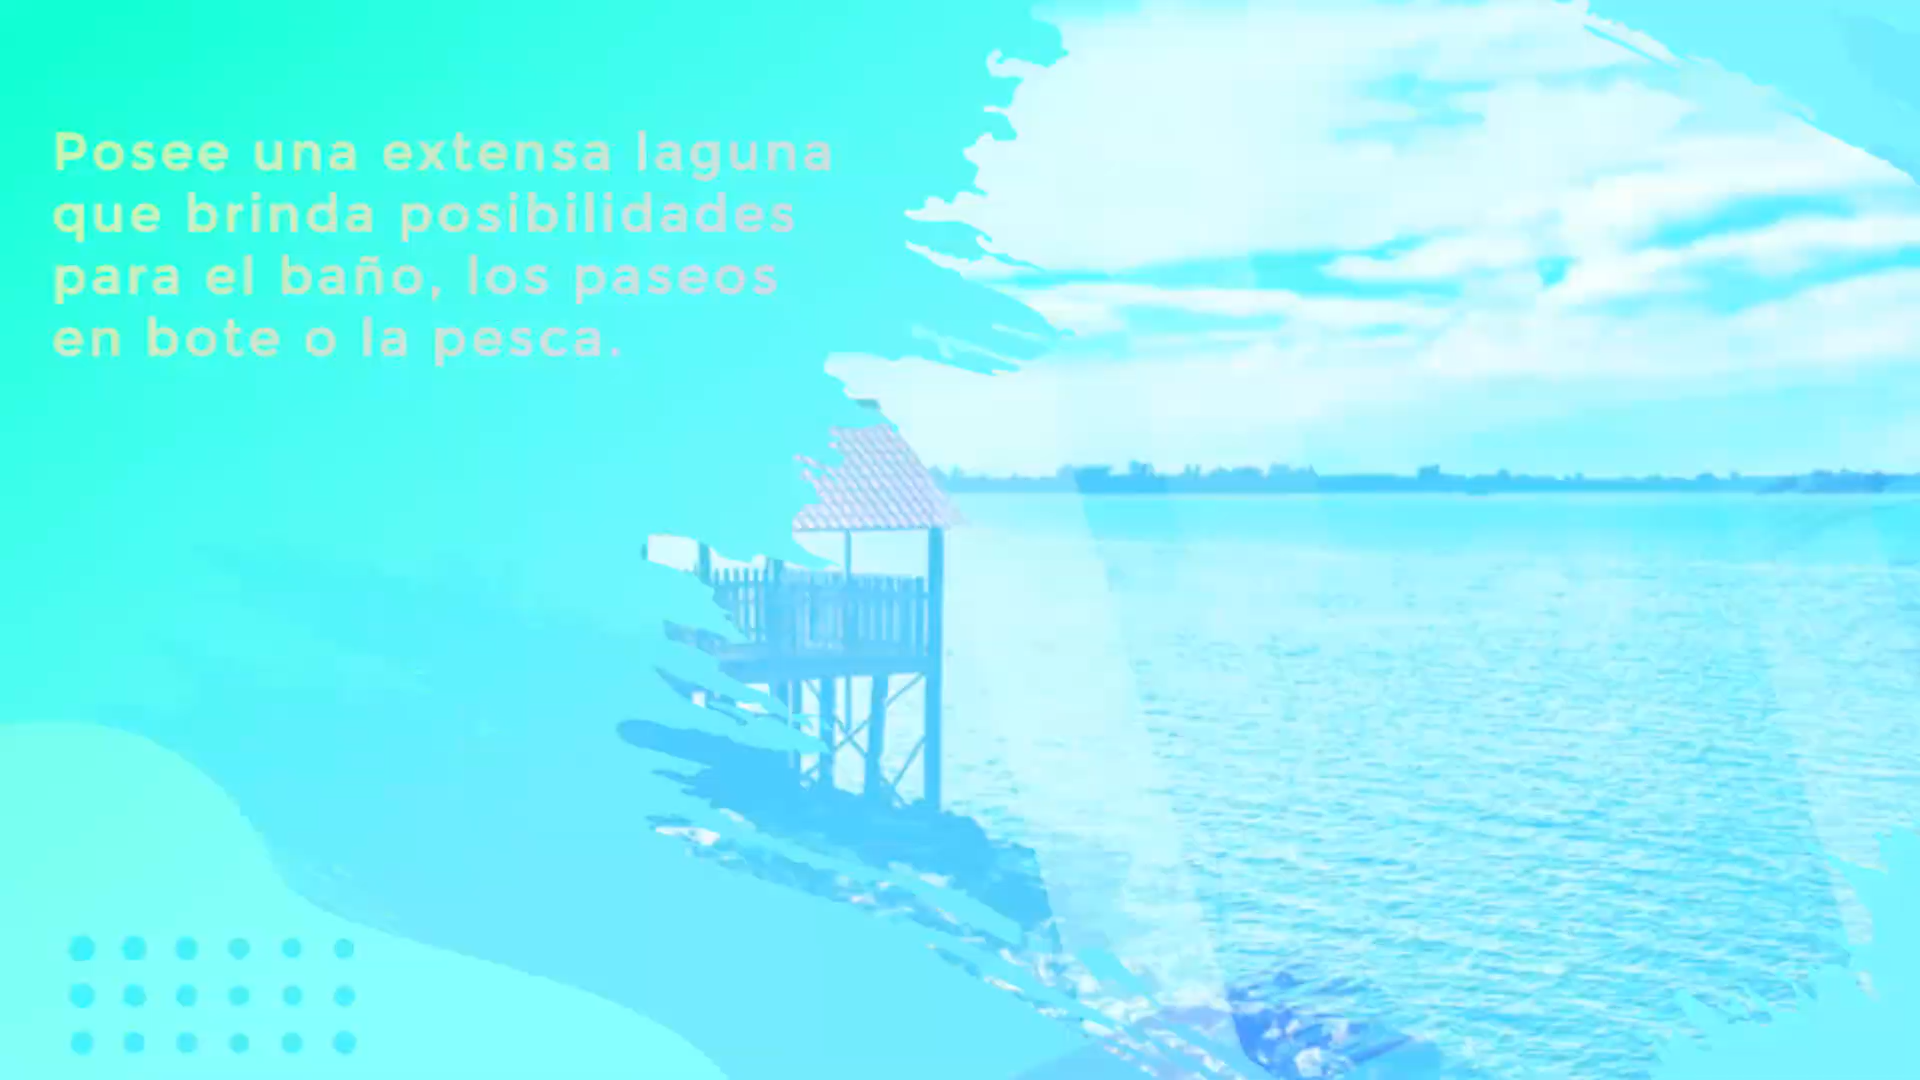 Posee una extensa laguna
que brinda posibilidades
para el baño, los paseos
en bote o la pesca.